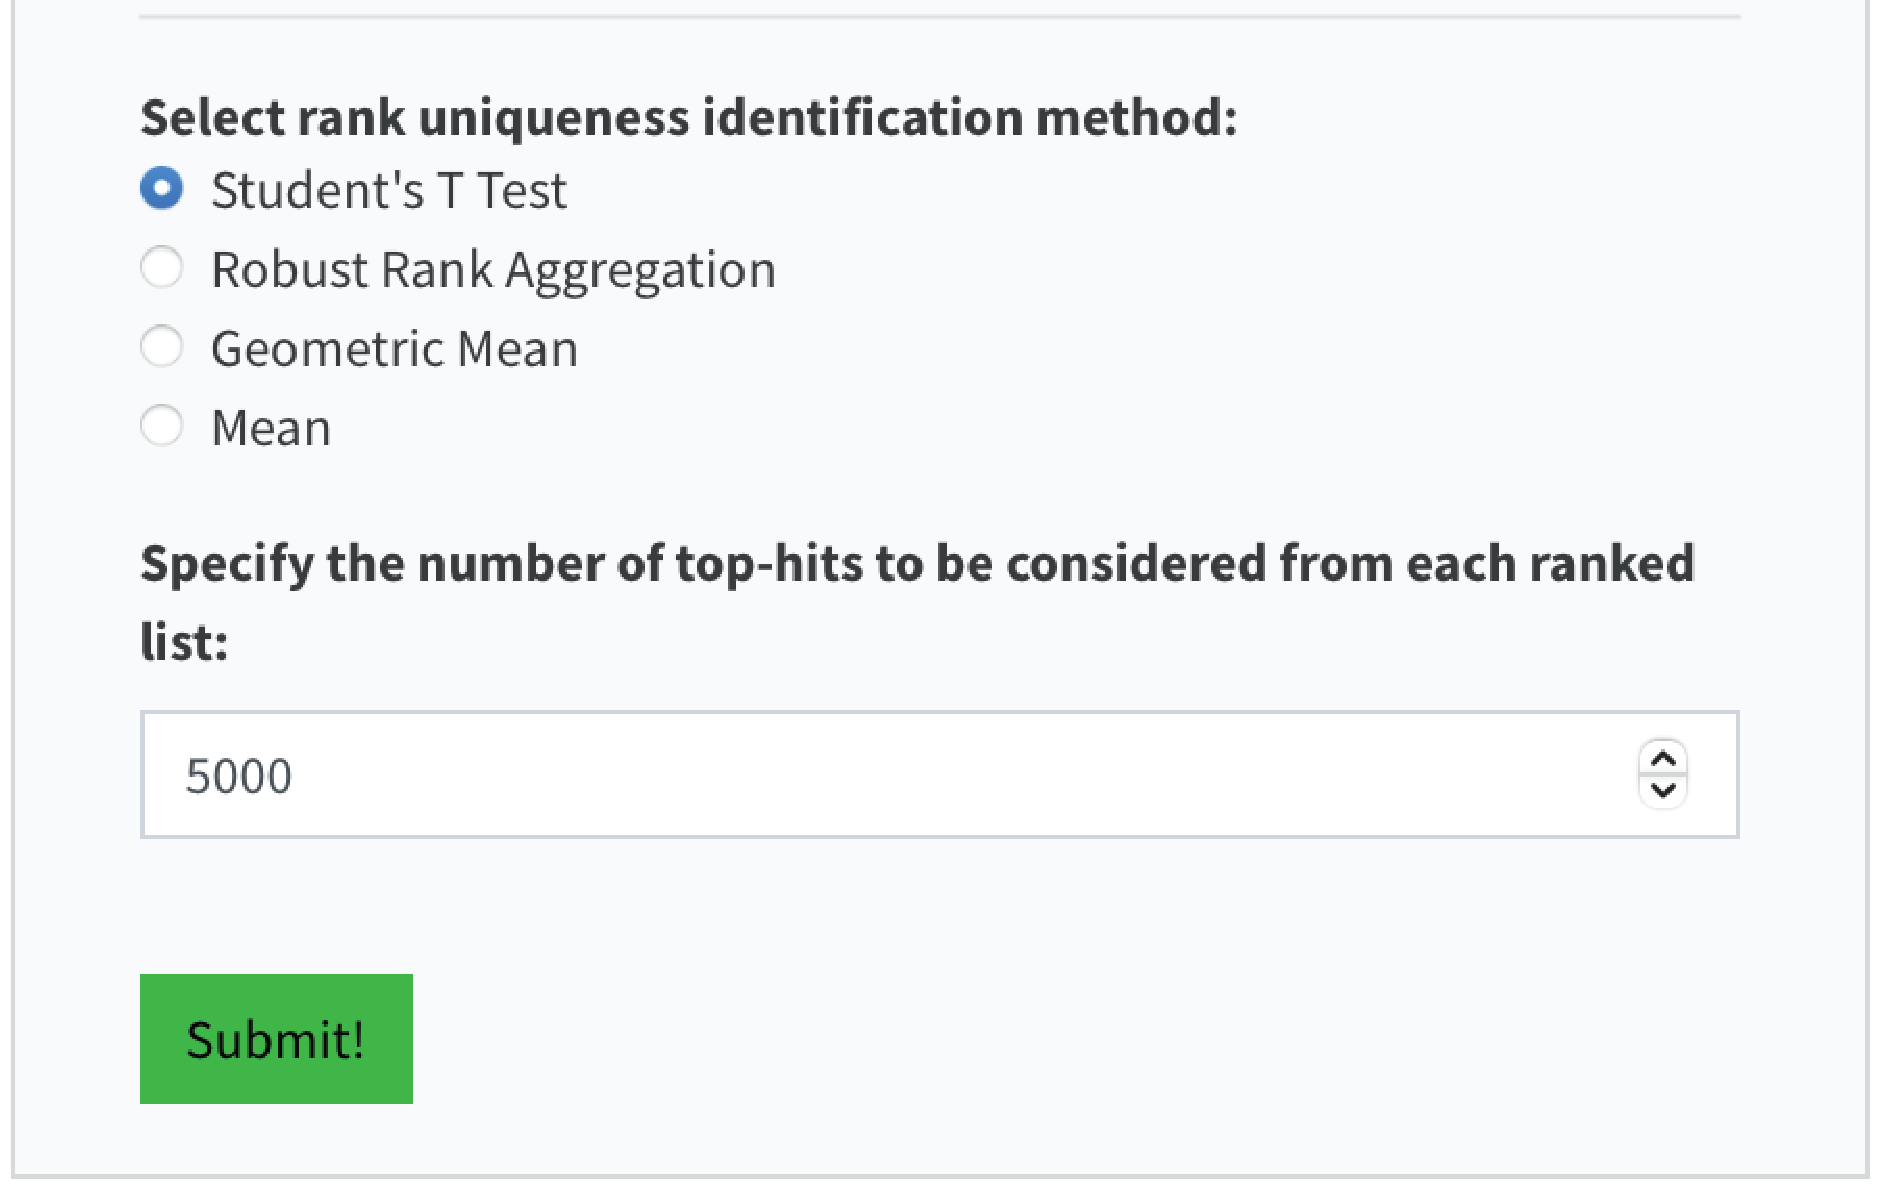 Select rank uniqueness identification method:
Student's T Test
Robust Rank Aggregation
Geometric Mean
Mean
Specify the number of top-hits to be considered from each ranked
list:
5000
Submit!